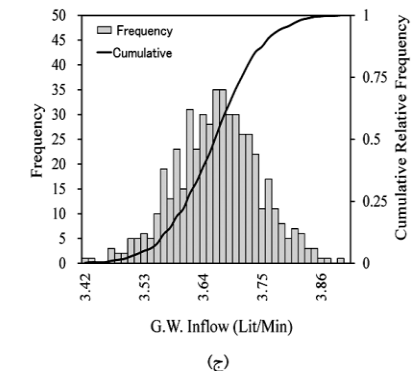 50
45
40
35
30
25
20
15
10
5
0
Frequency
1
0.75
0.5
0.25
0
Cumulative Relative Frequency
Frequency
Cumulative
3.42 3.53 3.64 3.75 3.86
G.W. Inflow (Lit/Min)
(ج)